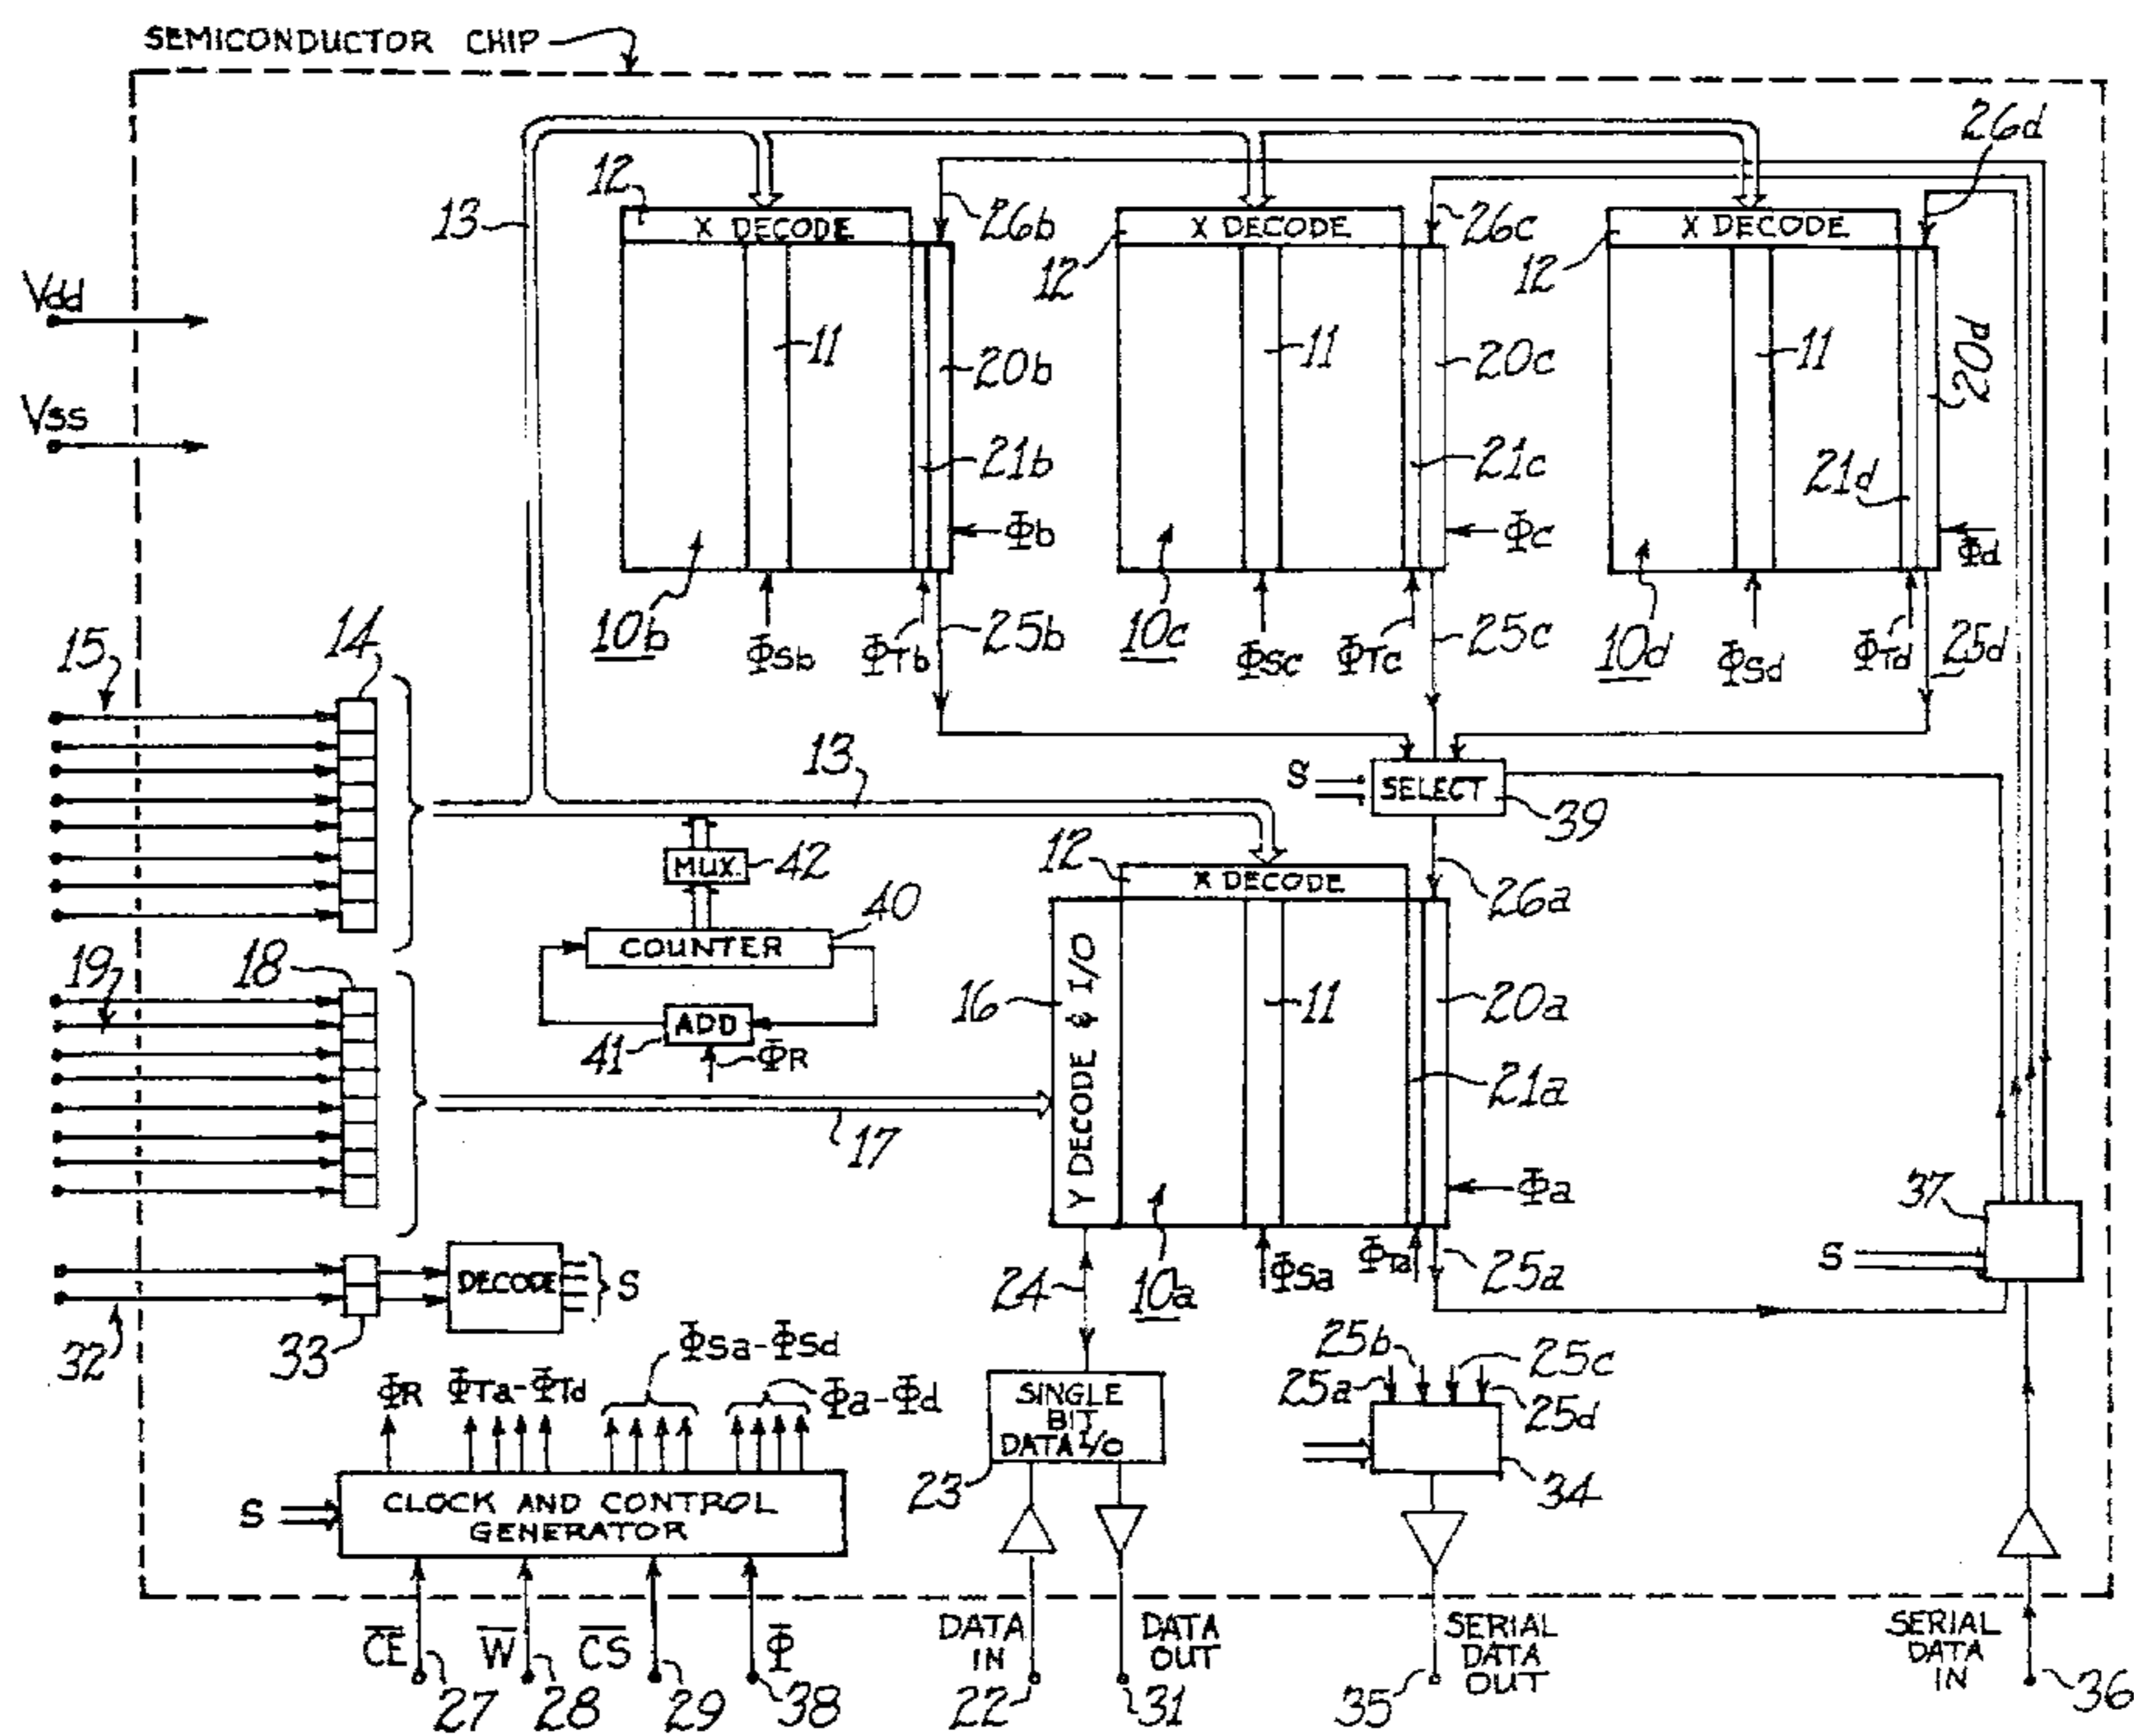 SEMICONDUCTOR CHIP
26d
12
13
X DECODE
26b
X DECODE
26c
X DECODE
12
12
Vdd
11
20b
11
20c
11
20d
Vss
21b
21c
21d
Φb
Φc
Φd
15
14
10b
ΦSb
ΦTb
25b
10c
ΦSc
ΦTc
25c
10d
ΦSd
ΦTd
25d
13
S
SELECT
39
MUX.
42
12
X DECODE
26a
40
COUNTER
19
18
16
Y DECODE & I/O
11
20a
ADD
41
ΦR
21a
17
Φa
37
S
DECODE
S
24
10a
ΦSa
ΦTa
25a
32
33
ΦSa-ΦSd
25b
25c
ΦR
ΦTa-ΦTd
Φa-Φd
25a
25d
SINGLE
BIT
DATA I/O
23
34
S
CLOCK AND CONTROL
GENERATOR
CE
W
CS
Φ
DATA
IN
DATA
OUT
SERIAL
DATA
OUT
SERIAL
DATA
IN
27
28
29
38
22
31
35
36